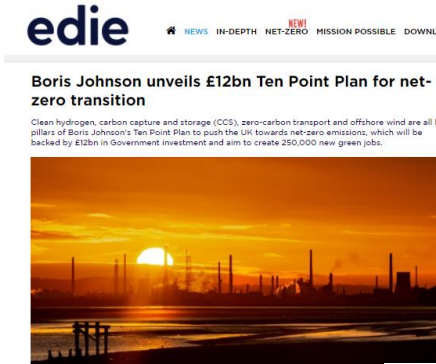 edie
NEW!
NEWS IN-DEPTH NET-ZERO MISSION POSSIBLE DOWNL
Boris Johnson unveils £12bn Ten Point Plan for net-
zero transition
Clean hydrogen, carbon capture and storage (CCS), zero-carbon transport and offshore wind are all
pillars of Boris Johnson's Ten Point Plan to push the UK towards net-zero emissions, which will be
backed by £12bn in Government investment and aim to create 250,000 new green jobs.